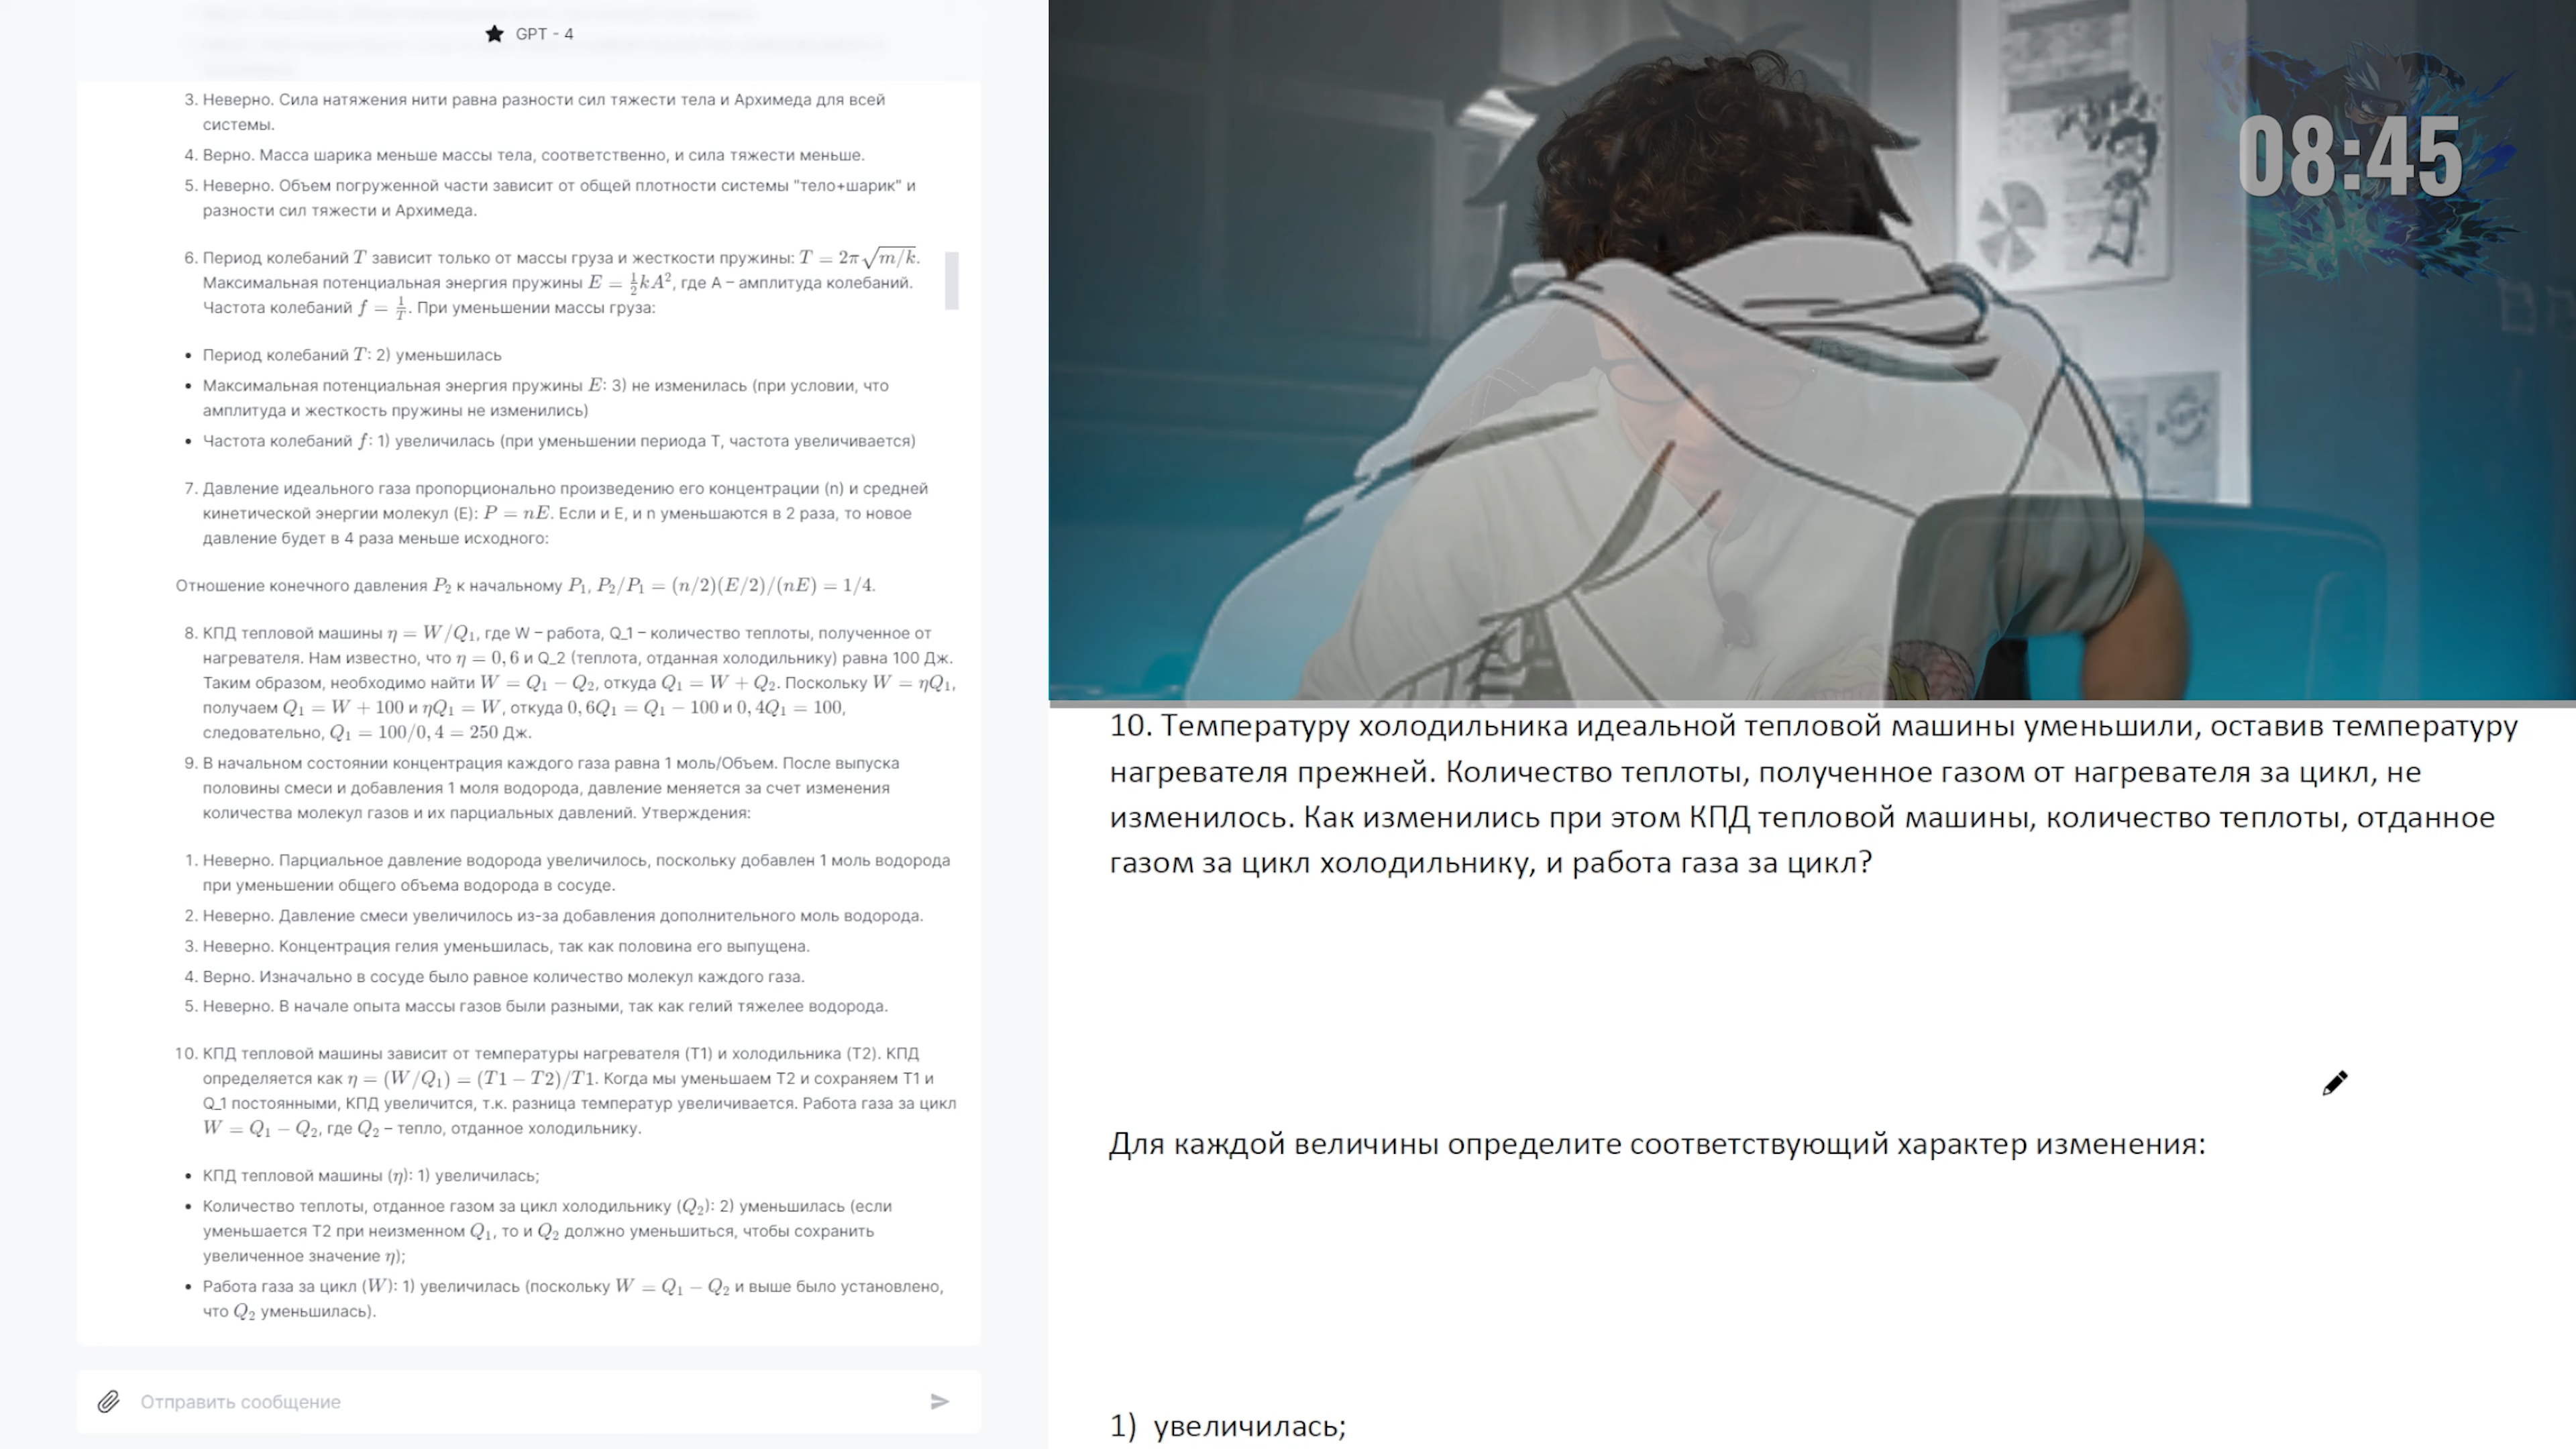 GPT - 4
3. Неверно. Сила натяжения нити равна разности сил тяжести тела и Архимеда для всей
системы.
4. Верно. Масса шарика меньше массы тела, соответственно, и сила тяжести меньше.
5. Неверно. Объем погруженной части зависит от общей плотности системы "тело+шарик" и
разности сил тяжести и Архимеда.
6. Период колебаний T зависит только от массы груза и жесткости пружины: T = 2π√m/k.
Максимальная потенциальная энергия пружины E = ½kA², где А – амплитуда колебаний.
Частота колебаний f = 1/T. При уменьшении массы груза:
• Период колебаний T: 2) уменьшилась
• Максимальная потенциальная энергия пружины E: 3) не изменилась (при условии, что
амплитуда и жесткость пружины не изменились)
• Частота колебаний f: 1) увеличилась (при уменьшении периода Т, частота увеличивается)
7. Давление идеального газа пропорционально произведению его концентрации (n) и средней
кинетической энергии молекул (E): P = nE. Если и E, и n уменьшаются в 2 раза, то новое
давление будет в 4 раза меньше исходного:
Отношение конечного давления P₂ к начальному P₁, P₂/P₁ = (n/2)(E/2)/(nE) = 1/4.
8. КПД тепловой машины η = W/Q₁, где W – работа, Q_1 – количество теплоты, полученное от
нагревателя. Нам известно, что η = 0, 6 и Q_2 (теплота, отданная холодильнику) равна 100 Дж.
Таким образом, необходимо найти W = Q₁ − Q₂, откуда Q₁ = W + Q₂. Поскольку W = ηQ₁,
получаем Q₁ = W + 100 и ηQ₁ = W, откуда 0, 6Q₁ = Q₁ − 100 и 0, 4Q₁ = 100,
следовательно, Q₁ = 100/0, 4 = 250 Дж.
9. В начальном состоянии концентрация каждого газа равна 1 моль/Объем. После выпуска
половины смеси и добавления 1 моля водорода, давление меняется за счет изменения
количества молекул газов и их парциальных давлений. Утверждения:
1. Неверно. Парциальное давление водорода увеличилось, поскольку добавлен 1 моль водорода
при уменьшении общего объема водорода в сосуде.
2. Неверно. Давление смеси увеличилось из-за добавления дополнительного моль водорода.
3. Неверно. Концентрация гелия уменьшилась, так как половина его выпущена.
4. Верно. Изначально в сосуде было равное количество молекул каждого газа.
5. Неверно. В начале опыта массы газов были разными, так как гелий тяжелее водорода.
10. КПД тепловой машины зависит от температуры нагревателя (Т1) и холодильника (Т2). КПД
определяется как η = (W/Q₁) = (T1 − T2)/T1. Когда мы уменьшаем Т2 и сохраняем Т1 и
Q_1 постоянными, КПД увеличится, т.к. разница температур увеличивается. Работа газа за цикл
W = Q₁ − Q₂, где Q₂ – тепло, отданное холодильнику.
• КПД тепловой машины (η): 1) увеличилась;
• Количество теплоты, отданное газом за цикл холодильнику (Q₂): 2) уменьшилась (если
уменьшается Т2 при неизменном Q₁, то и Q₂ должно уменьшиться, чтобы сохранить
увеличенное значение η);
• Работа газа за цикл (W): 1) увеличилась (поскольку W = Q₁ − Q₂ и выше было установлено,
что Q₂ уменьшилась).
Отправить сообщение
08:45
10. Температуру холодильника идеальной тепловой машины уменьшили, оставив температуру
нагревателя прежней. Количество теплоты, полученное газом от нагревателя за цикл, не
изменилось. Как изменились при этом КПД тепловой машины, количество теплоты, отданное
газом за цикл холодильнику, и работа газа за цикл?
Для каждой величины определите соответствующий характер изменения:
1) увеличилась;